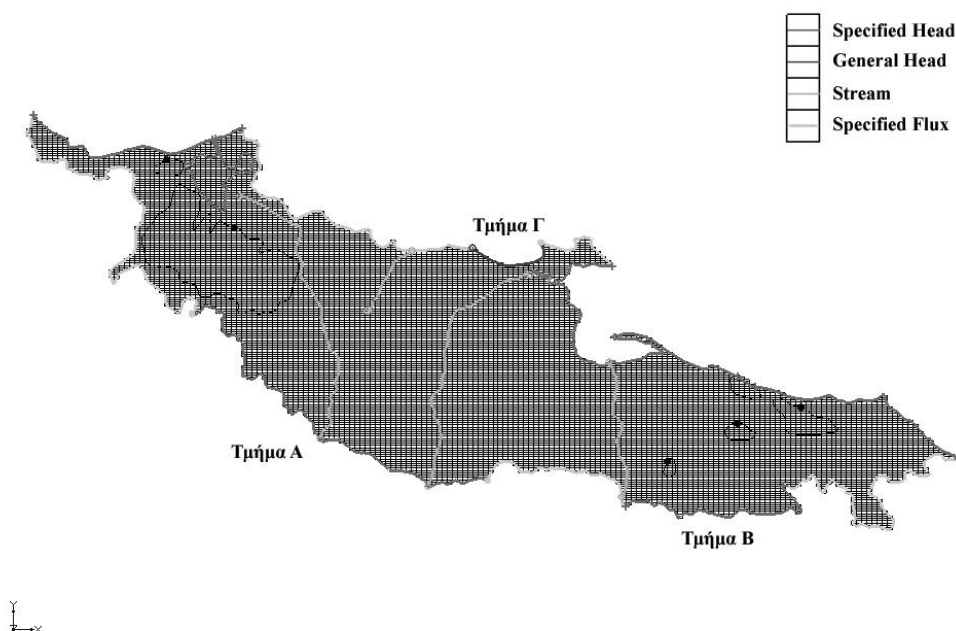 Specified Head
General Head
Stream
Specified Flux
Τμήμα Γ
Τμήμα Α
Τμήμα Β
Y
Z
X